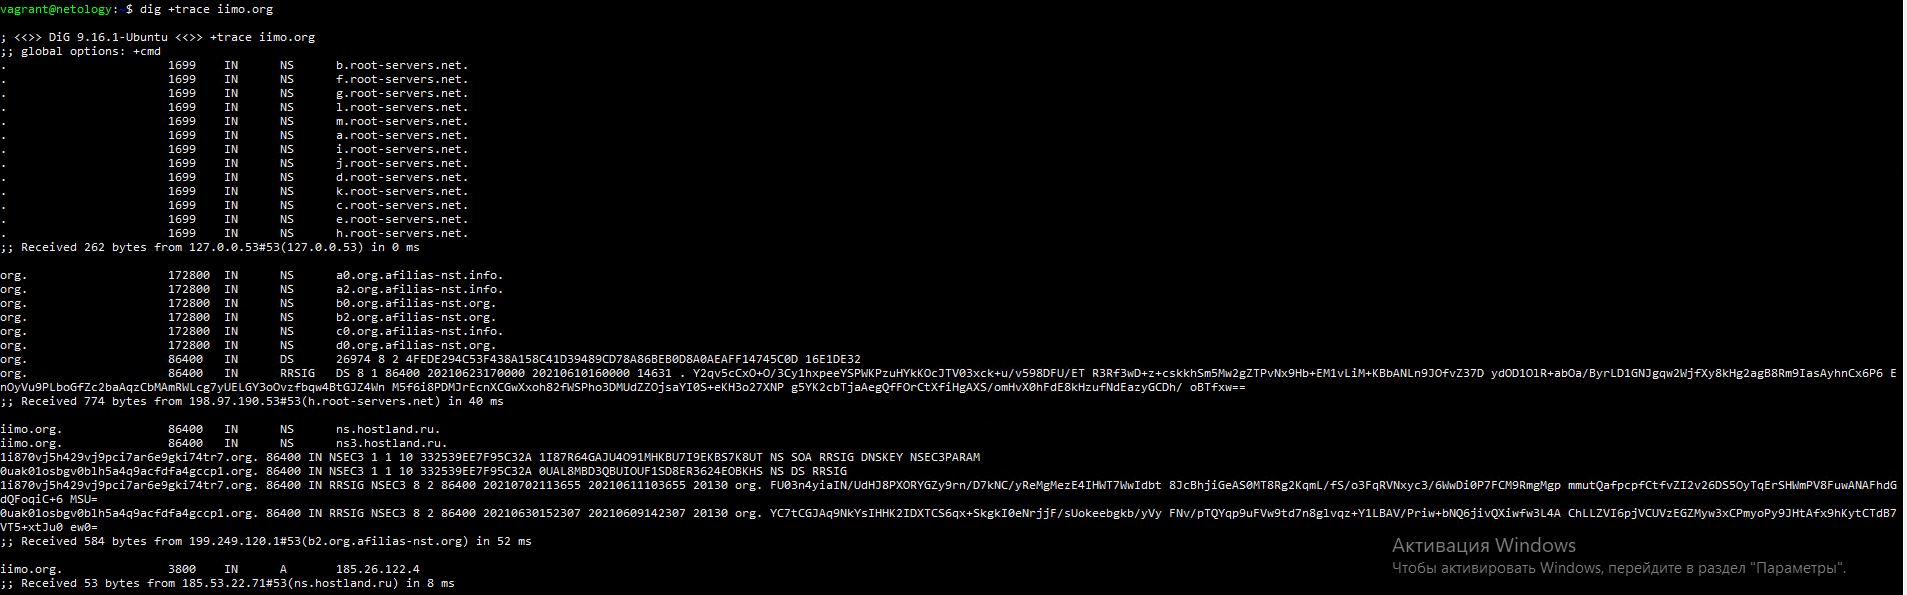 vagrant@netology:~$ dig +trace iimo.org
; <<>> DiG 9.16.1-Ubuntu <<>> +trace iimo.org
;; global options: +cmd
. 1699 IN NS b.root-servers.net.
. 1699 IN NS f.root-servers.net.
. 1699 IN NS g.root-servers.net.
. 1699 IN NS l.root-servers.net.
. 1699 IN NS m.root-servers.net.
. 1699 IN NS a.root-servers.net.
. 1699 IN NS i.root-servers.net.
. 1699 IN NS j.root-servers.net.
. 1699 IN NS d.root-servers.net.
. 1699 IN NS k.root-servers.net.
. 1699 IN NS c.root-servers.net.
. 1699 IN NS e.root-servers.net.
. 1699 IN NS h.root-servers.net.
;; Received 262 bytes from 127.0.0.53#53(127.0.0.53) in 0 ms
org. 172800 IN NS a0.org.afilias-nst.info.
org. 172800 IN NS a2.org.afilias-nst.info.
org. 172800 IN NS b0.org.afilias-nst.org.
org. 172800 IN NS b2.org.afilias-nst.org.
org. 172800 IN NS c0.org.afilias-nst.info.
org. 172800 IN NS d0.org.afilias-nst.org.
org. 86400 IN DS 26974 8 2 4FEDE294C53F438A158C41D39489CD78A86BEB0D8A0AEAFF14745C0D 16E1DE32
org. 86400 IN RRSIG DS 8 1 86400 20210623170000 20210610160000 14631 . Y2qv5cCxO+O/3Cy1hxpeeYSPWKPzuHYkKOcJTV03xck+u/v598DFU/ET R3Rf3wD+z+cskkhSm5Mw2gZTPvNx9Hb+EM1vLiM+KBbANLn9JOfvZ37D ydOD1OlR+abOa/ByrLD1GNJgqw2WjfXy8kHg2agB8Rm9IasAyhnCx6P6 E
nOyVu9PLboGfZc2baAqzCbMAmRWLcg7yUELGY3oOvzfbqw4BtGJZ4Wn M5f6i8PDMJrEcnXCGwXxoh82fWSPho3DMUdZZOjsaYI0S+eKH3o27XNP g5YK2cbTjaAegQfFOrCtXfiHgAXS/omHvX0hFdE8kHzufNdEazyGCDh/ oBTfxw==
;; Received 774 bytes from 198.97.190.53#53(h.root-servers.net) in 40 ms
iimo.org. 86400 IN NS ns.hostland.ru.
iimo.org. 86400 IN NS ns3.hostland.ru.
1i870vj5h429vj9pci7ar6e9gki74tr7.org. 86400 IN NSEC3 1 1 10 332539EE7F95C32A 1I87R64GAJU4O91MHKBU7I9EKBS7K8UT NS SOA RRSIG DNSKEY NSEC3PARAM
0uak01osbgv0blh5a4q9acfdfa4gccp1.org. 86400 IN NSEC3 1 1 10 332539EE7F95C32A 0UAL8MBD3QBUIOUF1SD8ER3624EOBKHS NS DS RRSIG
1i870vj5h429vj9pci7ar6e9gki74tr7.org. 86400 IN RRSIG NSEC3 8 2 86400 20210702113655 20210611103655 20130 org. FU03n4yiaIN/UdHJ8PXORYGZy9rn/D7kNC/yReMgMezE4IHWT7WwIdbt 8JcBhjiGeAS0MT8Rg2KqmL/fS/o3FqRVNxyc3/6WwDi0P7FCM9RmgMgp mmutQafpcpfCtfvZI2v26DS5OyTqErSHWmPV8FuwANAFhdG
dQFoqiC+6 MSU=
0uak01osbgv0blh5a4q9acfdfa4gccp1.org. 86400 IN RRSIG NSEC3 8 2 86400 20210630152307 20210609142307 20130 org. YC7tCGJAq9NkYsIHHK2IDXTCS6qx+SkgkI0eNrjjF/sUokeebgkb/yVy FNv/pTQYqp9uFVw9td7n8glvqz+Y1LBAV/Priw+bNQ6jivQXiwfw3L4A ChLLZVI6pjVCUVzEGZMyw3xCPmyoPy9JHtAfx9hKytCTdB7
VT5+xtJu0 ew0=
;; Received 584 bytes from 199.249.120.1#53(b2.org.afilias-nst.org) in 52 ms
iimo.org. 3800 IN A 185.26.122.4
;; Received 53 bytes from 185.53.22.71#53(ns.hostland.ru) in 8 ms
Активация Windows
Чтобы активировать Windows, перейдите в раздел "Параметры".